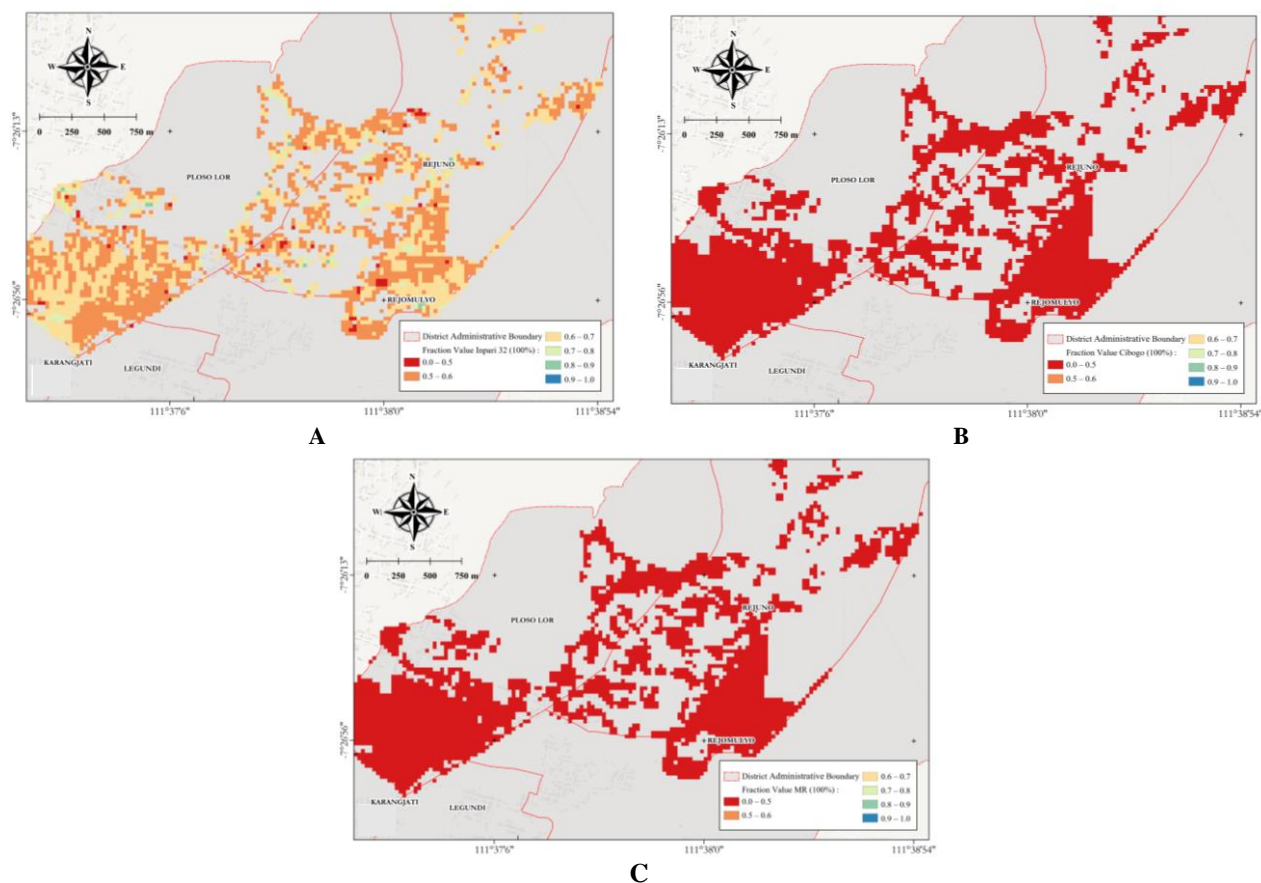 N
W E
S
0 250 500 750 m
-7°26'13"
-7°26'56"
PLOSO LOR
REJUNO
REJOMULYO
KARANGJATI
LEGUNDI
District Administrative Boundary
Fraction Value Inpari 32 (100%) :
0.0 – 0.5
0.5 – 0.6
0.6 – 0.7
0.7 – 0.8
0.8 – 0.9
0.9 – 1.0
111°37'6" 111°38'0" 111°38'54"
A
N
W E
S
0 250 500 750 m
-7°26'13"
-7°26'56"
PLOSO LOR
REJUNO
REJOMULYO
KARANGJATI
LEGUNDI
District Administrative Boundary
Fraction Value Cibogo (100%) :
0.0 – 0.5
0.5 – 0.6
0.6 – 0.7
0.7 – 0.8
0.8 – 0.9
0.9 – 1.0
111°37'6" 111°38'0" 111°38'54"
B
N
W E
S
0 250 500 750 m
-7°26'13"
-7°26'56"
PLOSO LOR
REJUNO
REJOMULYO
KARANGJATI
LEGUNDI
District Administrative Boundary
Fraction Value MR (100%) :
0.0 – 0.5
0.5 – 0.6
0.6 – 0.7
0.7 – 0.8
0.8 – 0.9
0.9 – 1.0
111°37'6" 111°38'0" 111°38'54"
C